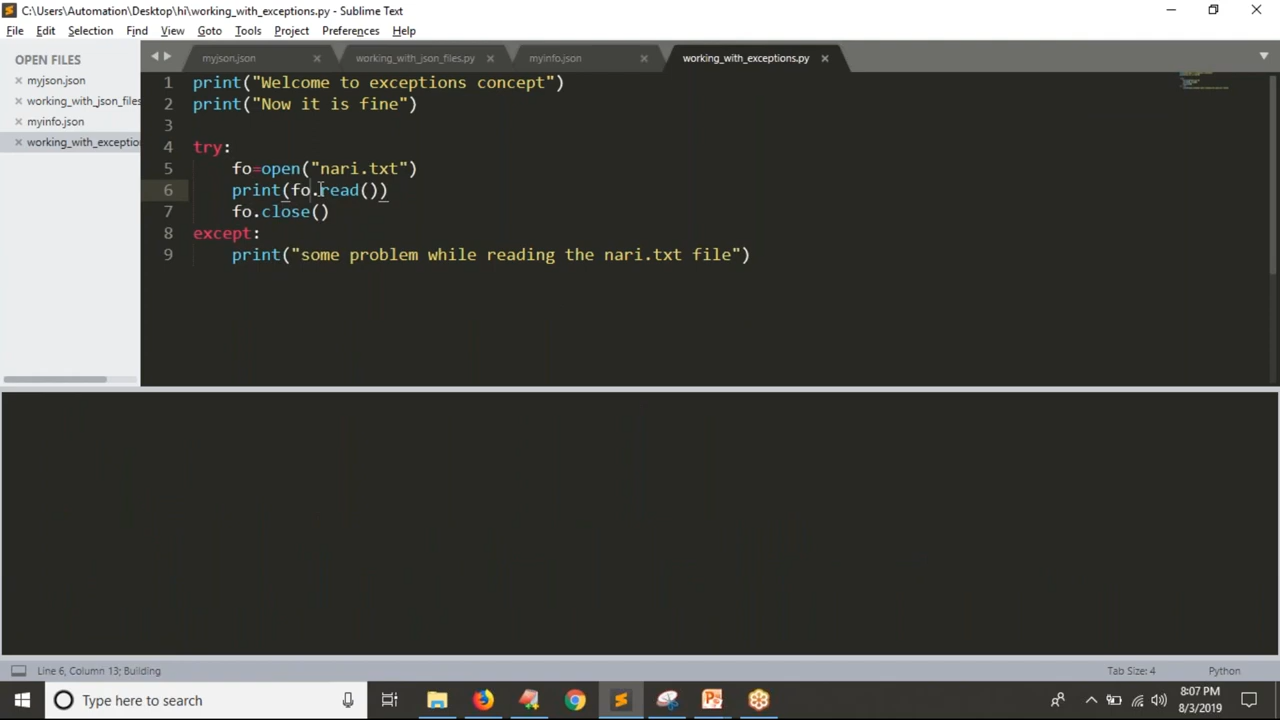 C:\Users\Automation\Desktop\hi\working_with_exceptions.py - Sublime Text
File Edit Selection Find View Goto Tools Project Preferences Help
OPEN FILES
myjson.json
working_with_json_files
myinfo.json
working_with_exceptio
myjson.json working_with_json_files.py myinfo.json working_with_exceptions.py
1 print("Welcome to exceptions concept")
2 print("Now it is fine")
3
4 try:
5 fo=open("nari.txt")
6 print(fo.read())
7 fo.close()
8 except:
9 print("some problem while reading the nari.txt file")
Line 6, Column 13; Building Tab Size: 4 Python
Type here to search
8:07 PM
8/3/2019